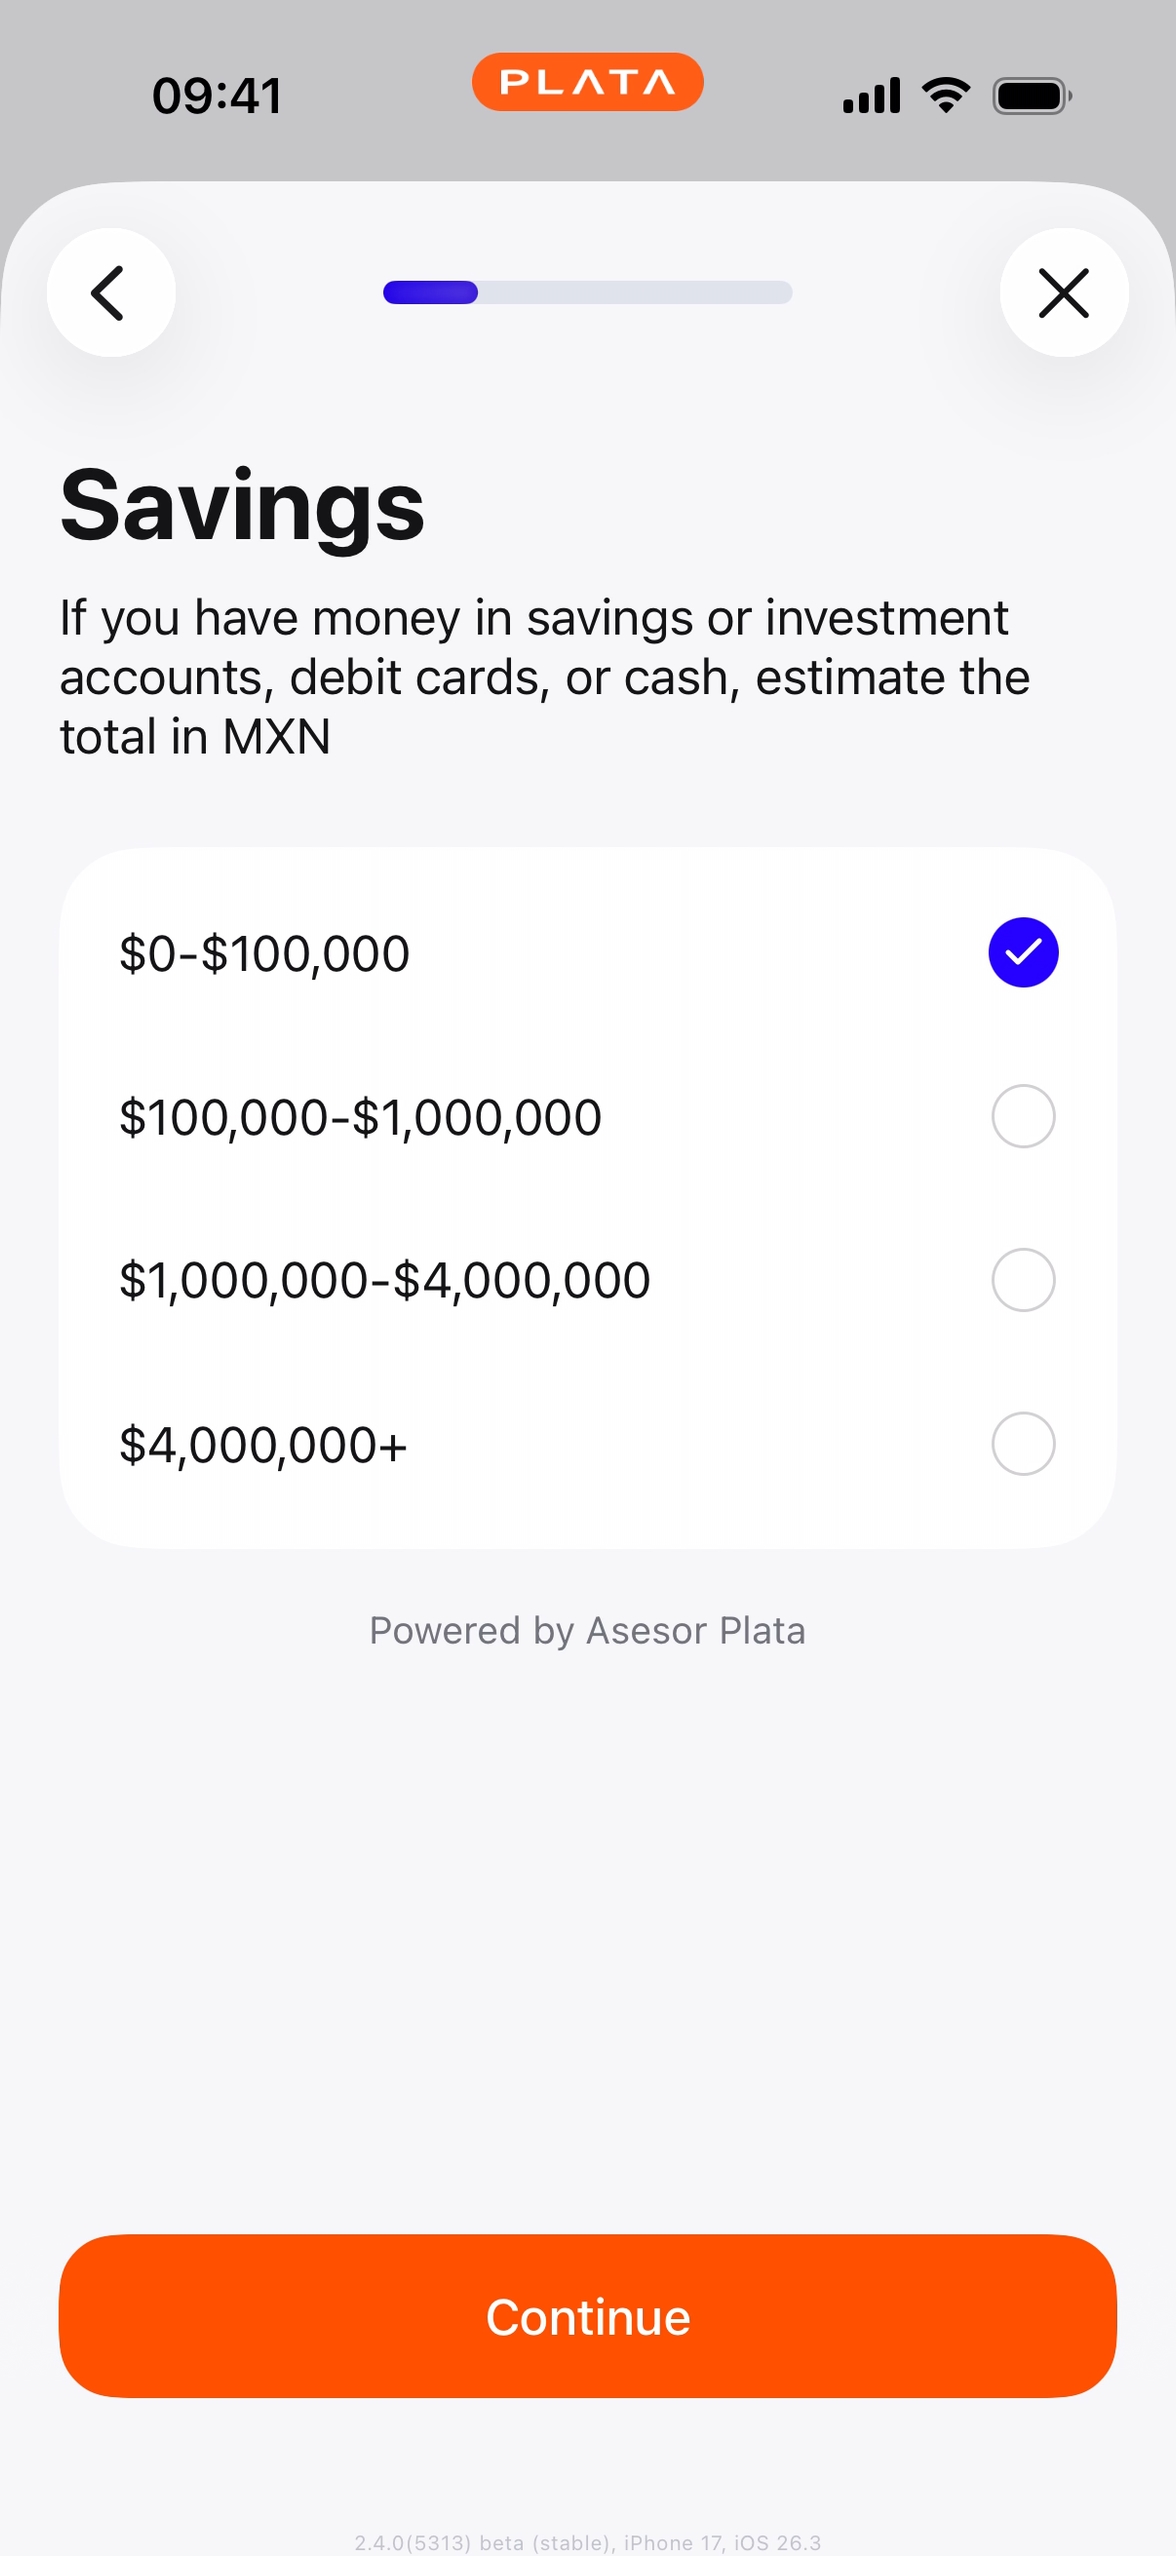 09:41
PLATA
Savings
If you have money in savings or investment
accounts, debit cards, or cash, estimate the
total in MXN
$0-$100,000
$100,000-$1,000,000
$1,000,000-$4,000,000
$4,000,000+
Powered by Asesor Plata
Continue
2.4.0(5313) beta (stable), iPhone 17, iOS 26.3